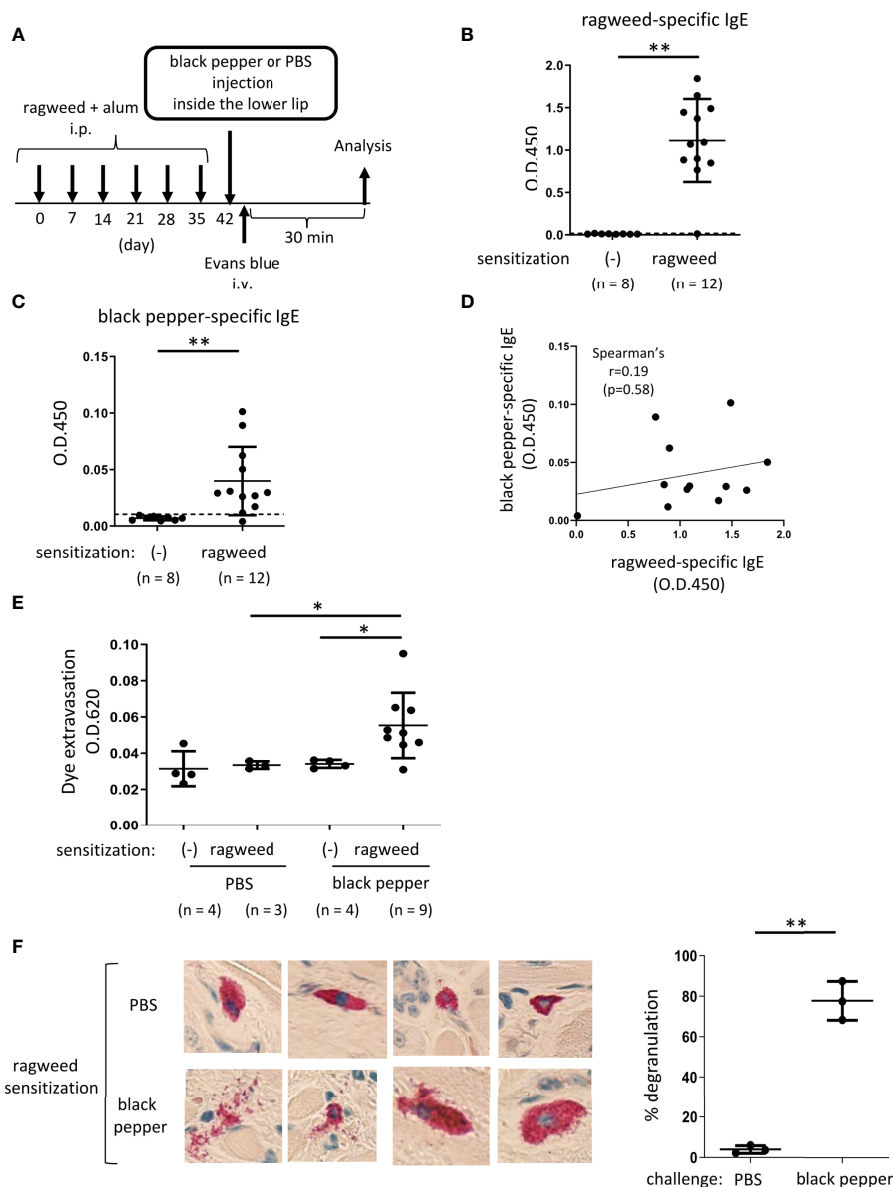 A
black pepper or PBS
injection
inside the lower lip
ragweed + alum
i.p.
Analysis
0 7 14 21 28 35 42
(day)
30 min
Evans blue
i.v.
B
ragweed-specific IgE
**
O.D.450
2.0
1.5
1.0
0.5
0.0
sensitization (-) ragweed
(n = 8) (n = 12)
C
black pepper-specific IgE
**
O.D.450
0.15
0.10
0.05
0.00
sensitization: (-) ragweed
(n = 8) (n = 12)
D
black pepper-specific IgE
(O.D.450)
Spearman's
r=0.19
(p=0.58)
0.15
0.10
0.05
0.00
0.0 0.5 1.0 1.5 2.0
ragweed-specific IgE
(O.D.450)
E
*
*
Dye extravasation
O.D.620
0.10
0.08
0.06
0.04
0.02
0.00
sensitization: (-) ragweed (-) ragweed
PBS black pepper
(n = 4) (n = 3) (n = 4) (n = 9)
F
ragweed
sensitization
PBS
black
pepper
**
% degranulation
100
80
60
40
20
0
challenge: PBS black pepper